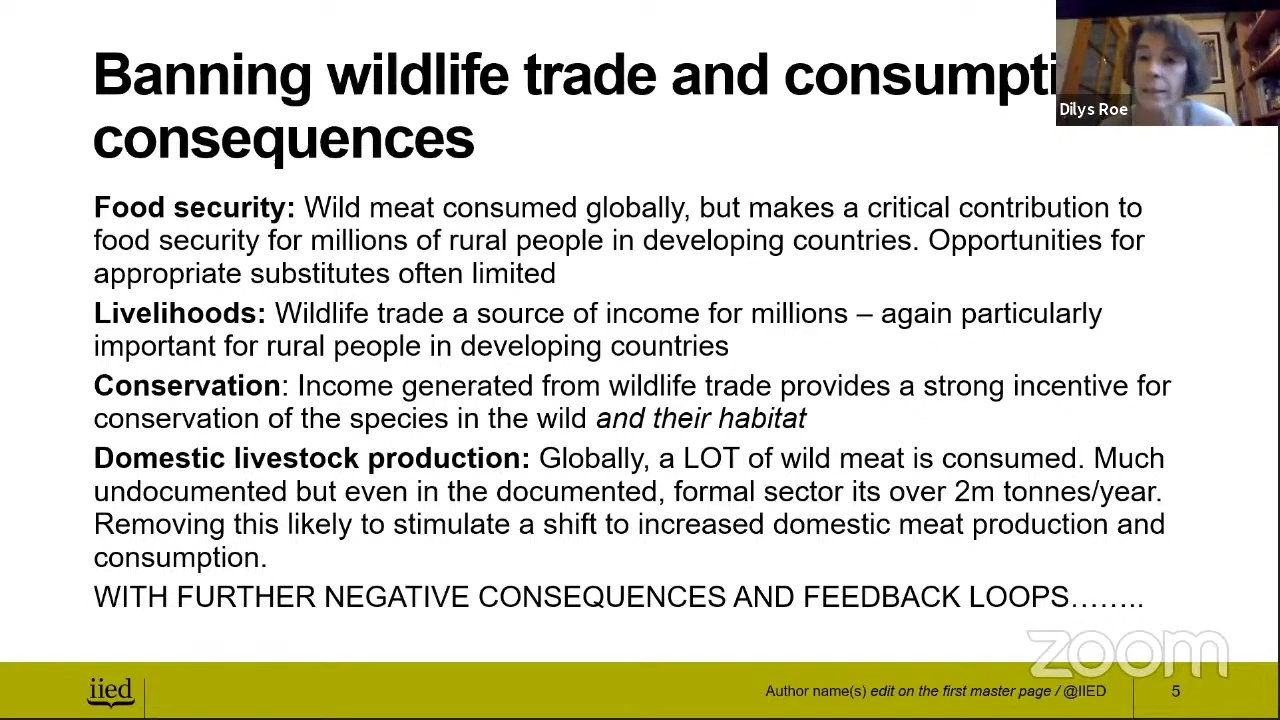 Banning wildlife trade and consumpti
consequences
Dilys Roe
Food security: Wild meat consumed globally, but makes a critical contribution to
food security for millions of rural people in developing countries. Opportunities for
appropriate substitutes often limited
Livelihoods: Wildlife trade a source of income for millions – again particularly
important for rural people in developing countries
Conservation: Income generated from wildlife trade provides a strong incentive for
conservation of the species in the wild and their habitat
Domestic livestock production: Globally, a LOT of wild meat is consumed. Much
undocumented but even in the documented, formal sector its over 2m tonnes/year.
Removing this likely to stimulate a shift to increased domestic meat production and
consumption.
WITH FURTHER NEGATIVE CONSEQUENCES AND FEEDBACK LOOPS……..
zoom
iied
Author name(s) edit on the first master page / @IIED
5